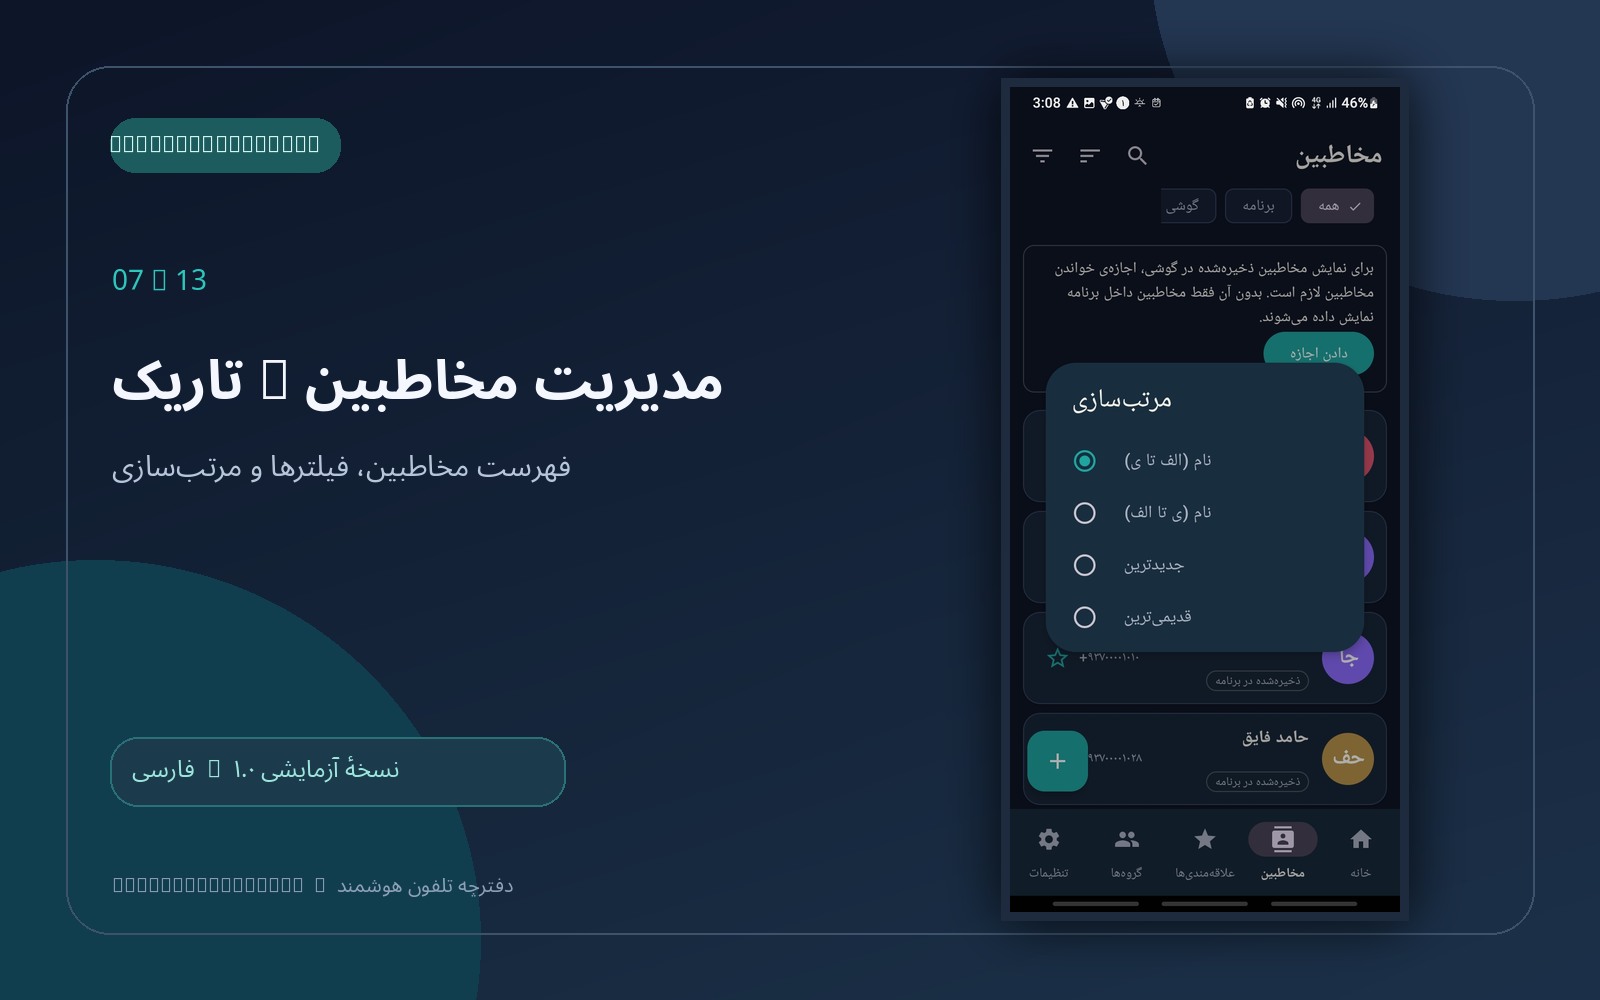 07 13
مدیریت مخاطبین تاریک
فهرست مخاطبین، فیلترها و مرتب‌سازی
نسخهٔ آزمایشی ۱.۰ فارسی
دفترچه تلفون هوشمند
3:08
4G
46%
مخاطبین
همه
برنامه
گوشی
برای نمایش مخاطبین ذخیره‌شده در گوشی، اجازه‌ی خواندن
مخاطبین لازم است. بدون آن فقط مخاطبین داخل برنامه
نمایش داده می‌شوند.
دادن اجازه
مرتب‌سازی
نام (الف تا ی)
نام (ی تا الف)
جدیدترین
قدیمی‌ترین
جا
+۹۳۷۰۰۰۰۱۰۱۰
ذخیره‌شده در برنامه
حامد فایق
حف
۹۳۷۰۰۰۰۱۰۲۸
ذخیره‌شده در برنامه
خانه
مخاطبین
علاقه‌مندی‌ها
گروه‌ها
تنظیمات